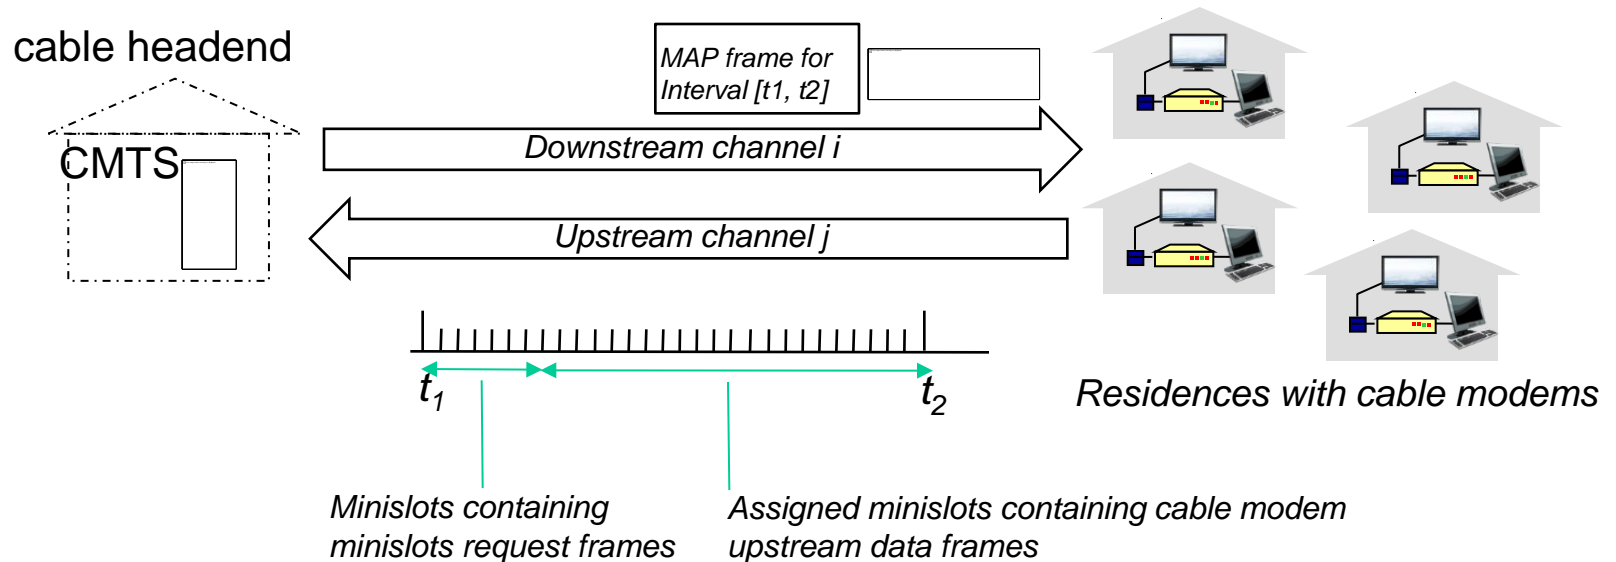 cable headend
MAP frame for
Interval [t1, t2]
CMTS
Downstream channel i
Upstream channel j
t1
t2
Residences with cable modems
Minislots containing
minislots request frames
Assigned minislots containing cable modem
upstream data frames